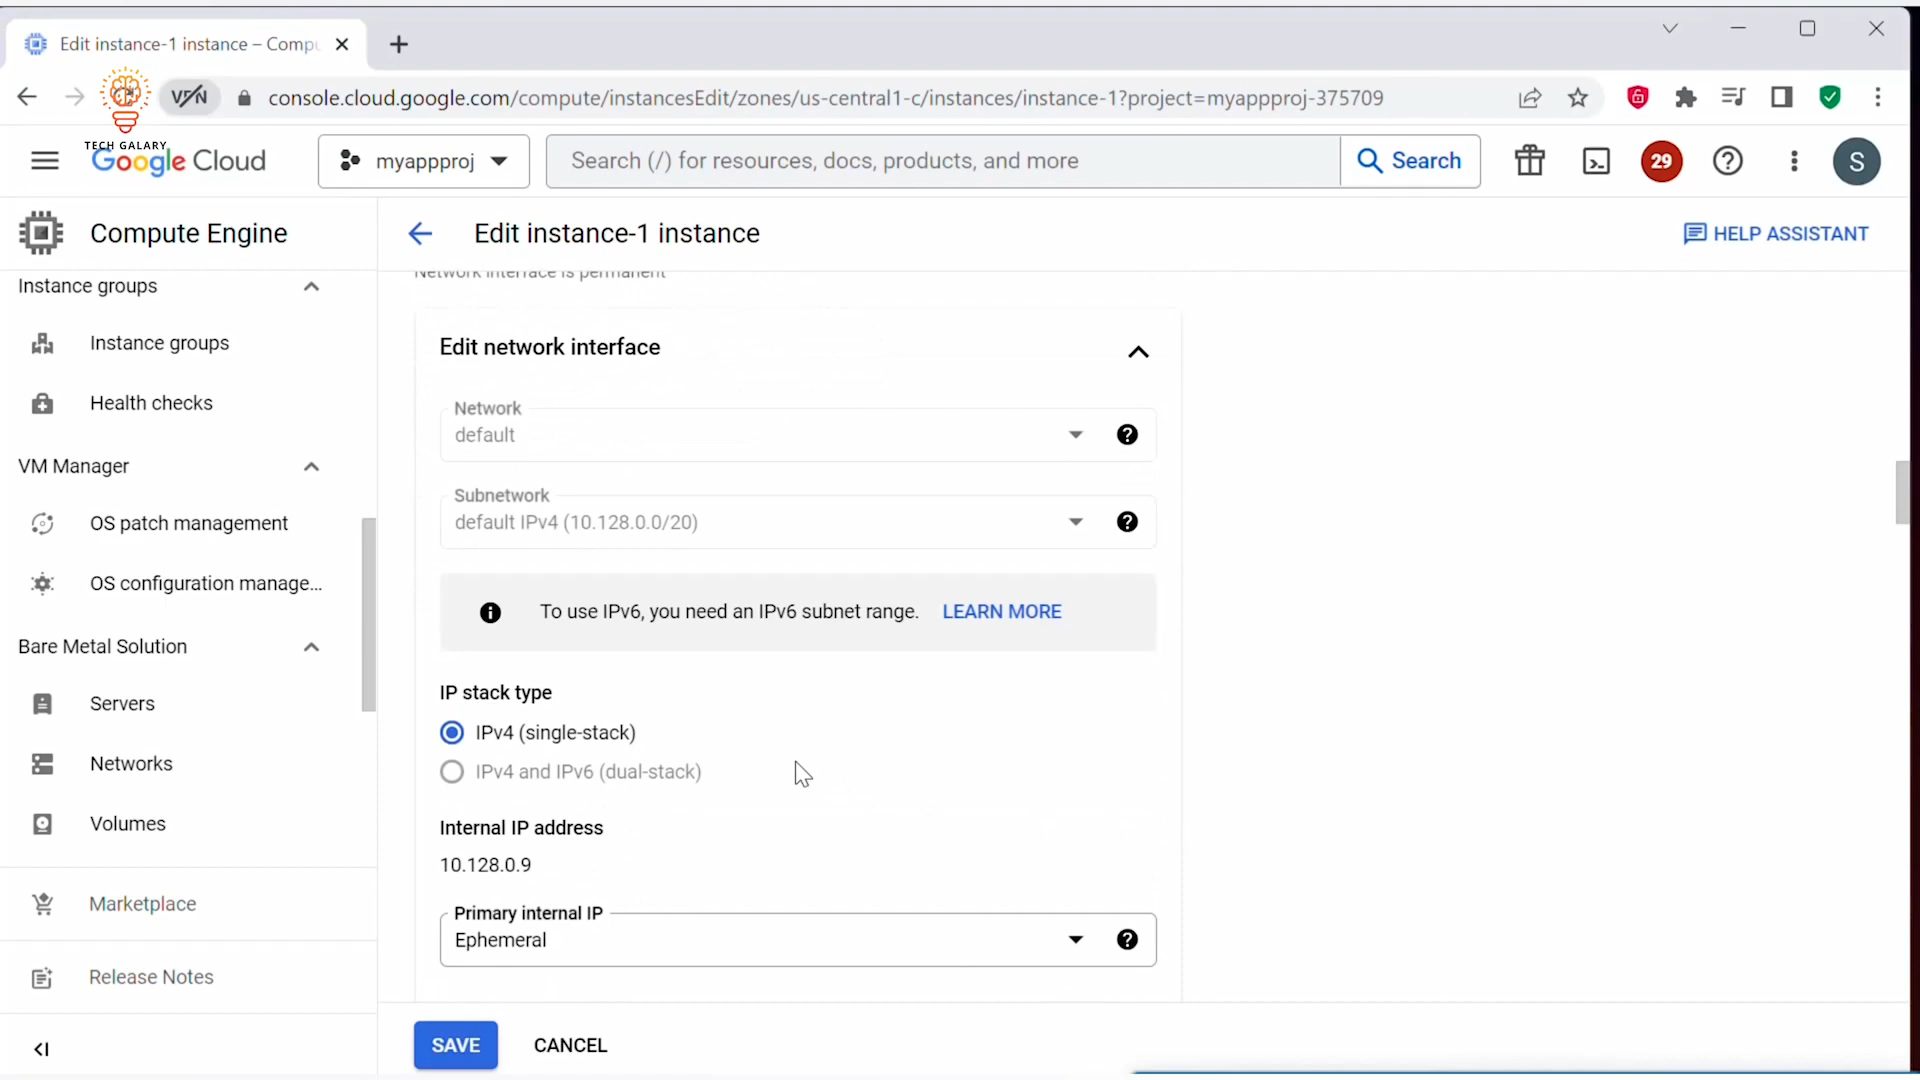 Edit instance-1 instance – Compu
VPN
console.cloud.google.com/compute/instancesEdit/zones/us-central1-c/instances/instance-1?project=myappproj-375709
TECH GALARY
Google Cloud
myappproj
Search (/) for resources, docs, products, and more
Search
29
S
Compute Engine
Edit instance-1 instance
HELP ASSISTANT
Network interface is permanent
Instance groups
Instance groups
Health checks
VM Manager
OS patch management
OS configuration manage...
Bare Metal Solution
Servers
Networks
Volumes
Marketplace
Release Notes
Edit network interface
Network
default
Subnetwork
default IPv4 (10.128.0.0/20)
To use IPv6, you need an IPv6 subnet range. LEARN MORE
IP stack type
IPv4 (single-stack)
IPv4 and IPv6 (dual-stack)
Internal IP address
10.128.0.9
Primary internal IP
Ephemeral
SAVE
CANCEL